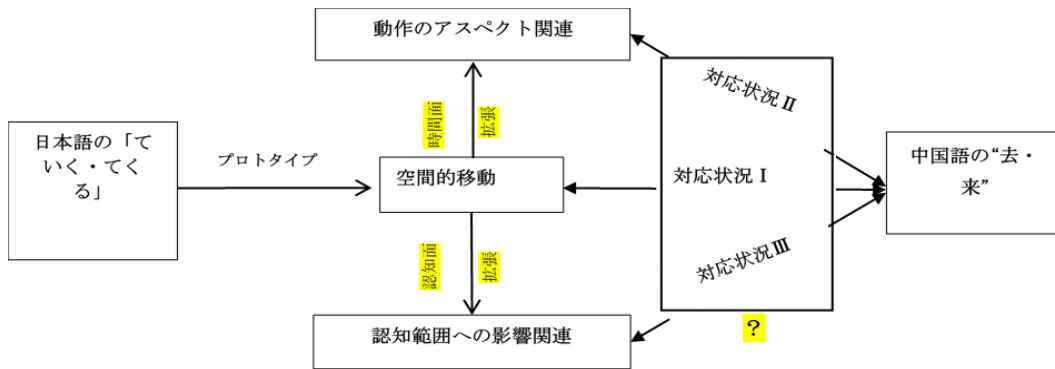 動作のアスペクト関連
対応状況Ⅱ
時間面
拡張
日本語の「て
いく・てく
る」
プロトタイプ
空間的移動
対応状況Ⅰ
中国語の“去・
来”
認知面
拡張
対応状況Ⅲ
認知範囲への影響関連
？